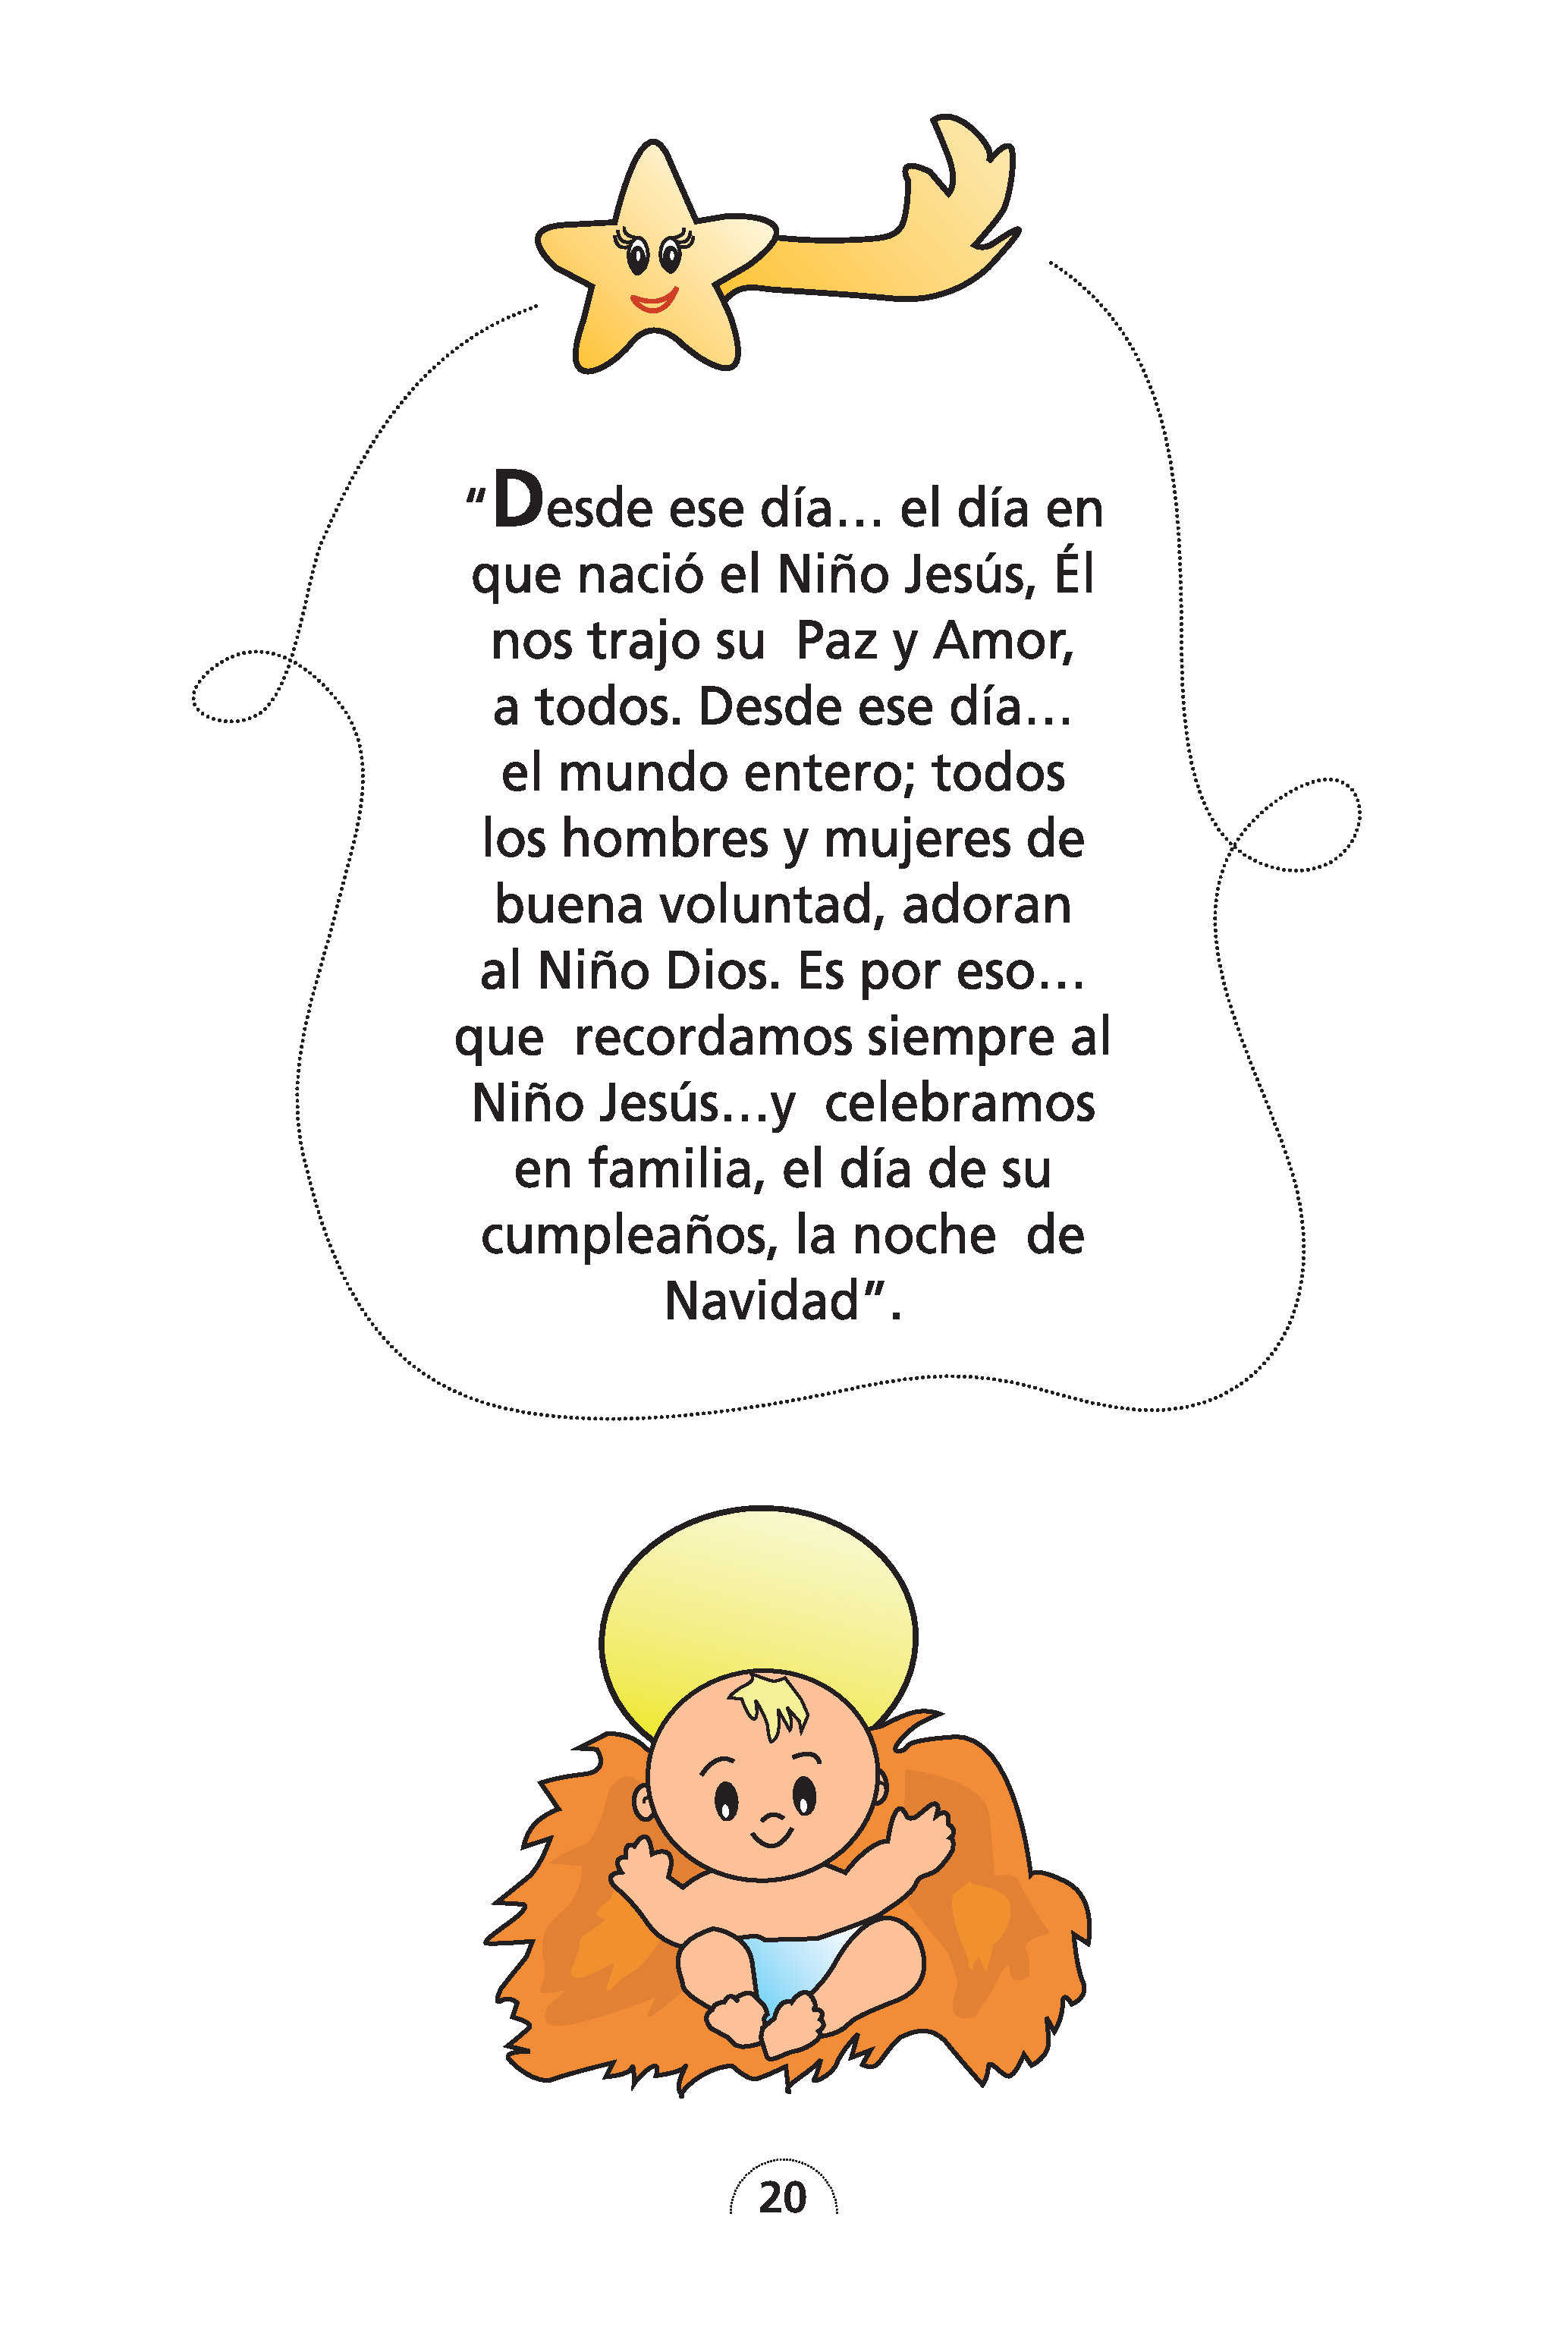 “Desde ese día... el día en
que nació el Niño Jesús, Él
nos trajo su Paz y Amor,
a todos. Desde ese día...
el mundo entero; todos
los hombres y mujeres de
buena voluntad, adoran
al Niño Dios. Es por eso...
que recordamos siempre al
Niño Jesús...y celebramos
en familia, el día de su
cumpleaños, la noche de
Navidad”.
20